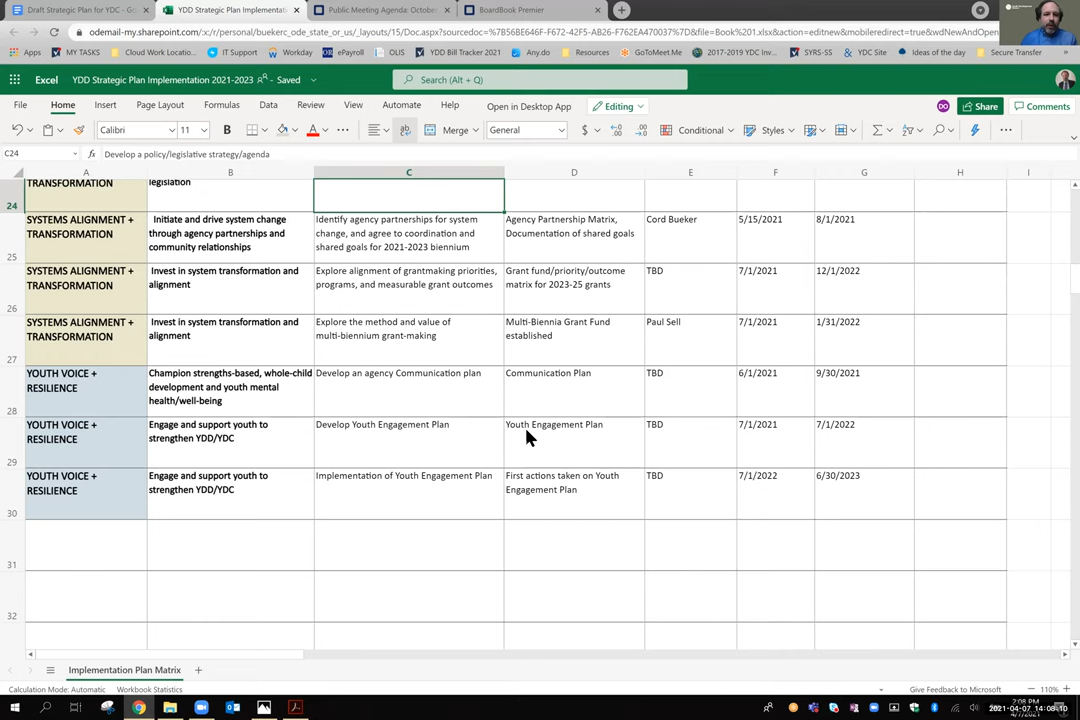 Draft Strategic Plan for YDC - Go
YDD Strategic Plan Implementati
Public Meeting Agenda: October
BoardBook Premier
odemail-my.sharepoint.com/:x:/r/personal/buekerc_ode_state_or_us/_layouts/15/Doc.aspx?sourcedoc=%7B56BE646F-F672-42F5-BA26-F762EA470037%7D&file=Book%201.xlsx&action=editnew&mobileredirect=true&wdNewAndOpen
Apps
MY TASKS
Cloud Work Locatio...
IT Support
Workday
ePayroll
OLIS
YDD Bill Tracker 2021
Any.do
Resources
GoToMeet.Me
2017-2019 YDC Inv...
SYRS-SS
YDC Site
Ideas of the day
Secure Transfer
Excel
YDD Strategic Plan Implementation 2021-2023 - Saved
Search (Alt + Q)
File Home Insert Page Layout Formulas Data Review View Automate Help Open in Desktop App Editing
DO
Share
Comments
Calibri
11
B
A
Merge
General
$
Conditional
Styles
C24
fx
Develop a policy/legislative strategy/agenda
A B C D E F G H I
24
TRANSFORMATION
legislation
25
SYSTEMS ALIGNMENT +
TRANSFORMATION
Initiate and drive system change
through agency partnerships and
community relationships
Identify agency partnerships for system
change, and agree to coordination and
shared goals for 2021-2023 biennium
Agency Partnership Matrix,
Documentation of shared goals
Cord Bueker
5/15/2021
8/1/2021
26
SYSTEMS ALIGNMENT +
TRANSFORMATION
Invest in system transformation and
alignment
Explore alignment of grantmaking priorities,
programs, and measurable grant outcomes
Grant fund/priority/outcome
matrix for 2023-25 grants
TBD
7/1/2021
12/1/2022
27
SYSTEMS ALIGNMENT +
TRANSFORMATION
Invest in system transformation and
alignment
Explore the method and value of
multi-biennium grant-making
Multi-Biennia Grant Fund
established
Paul Sell
7/1/2021
1/31/2022
28
YOUTH VOICE +
RESILIENCE
Champion strengths-based, whole-child
development and youth mental
health/well-being
Develop an agency Communication plan
Communication Plan
TBD
6/1/2021
9/30/2021
29
YOUTH VOICE +
RESILIENCE
Engage and support youth to
strengthen YDD/YDC
Develop Youth Engagement Plan
Youth Engagement Plan
TBD
7/1/2021
7/1/2022
30
YOUTH VOICE +
RESILIENCE
Engage and support youth to
strengthen YDD/YDC
Implementation of Youth Engagement Plan
First actions taken on Youth
Engagement Plan
TBD
7/1/2022
6/30/2023
31
32
Implementation Plan Matrix
Calculation Mode: Automatic
Workbook Statistics
Give Feedback to Microsoft
110%
2021-04-07 14:08:10